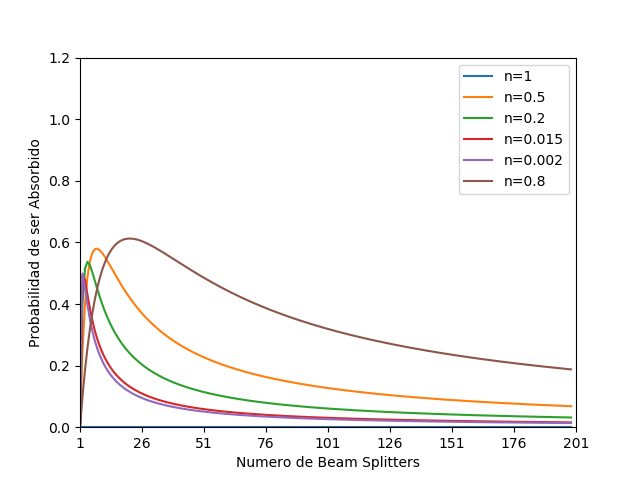 1.2
1.0
0.8
0.6
0.4
0.2
0.0
Probabilidad de ser Absorbido
n=1
n=0.5
n=0.2
n=0.015
n=0.002
n=0.8
1 26 51 76 101 126 151 176 201
Numero de Beam Splitters